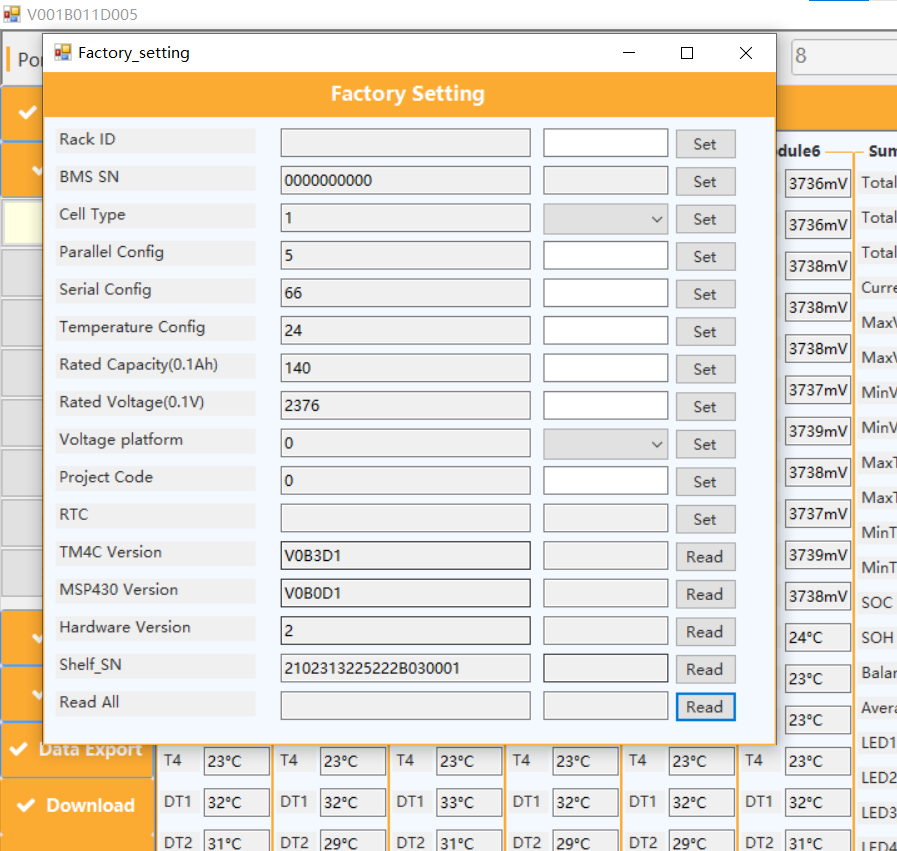 V001B011D005
Factory_setting
8
Factory Setting
Rack ID Set
BMS SN 0000000000 Set
Cell Type 1 Set
Parallel Config 5 Set
Serial Config 66 Set
Temperature Config 24 Set
Rated Capacity(0.1Ah) 140 Set
Rated Voltage(0.1V) 2376 Set
Voltage platform 0 Set
Project Code 0 Set
RTC Set
TM4C Version V0B3D1 Read
MSP430 Version V0B0D1 Read
Hardware Version 2 Read
Shelf_SN 2102313225222B030001 Read
Read All Read
3736mV Total
3736mV Total
3738mV Total
3738mV
3738mV
3737mV
3739mV
3738mV
3737mV
3739mV
3738mV SOC
24°C SOH
23°C
23°C
LED1
LED2
LED3
LED4
Data Export
Download
T4 23°C T4 23°C T4 23°C T4 23°C T4 23°C T4 23°C
DT1 32°C DT1 32°C DT1 33°C DT1 32°C DT1 32°C DT1 32°C
DT2 31°C DT2 29°C DT2 31°C DT2 29°C DT2 29°C DT2 31°C